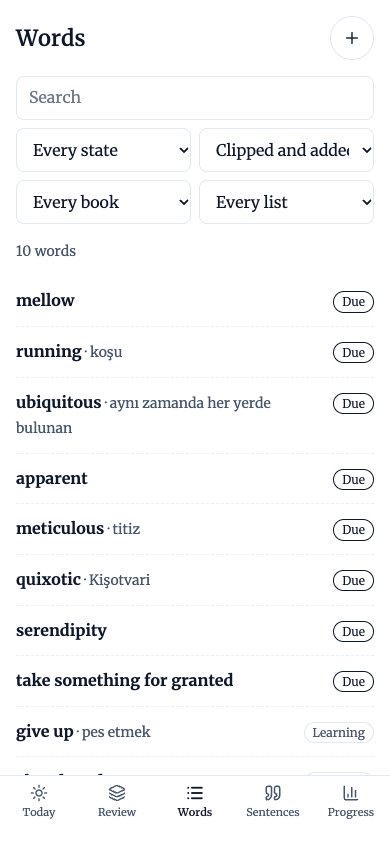 Words
Search
Every state
Clipped and added
Every book
Every list
10 words
mellow Due
running · koşu Due
ubiquitous · aynı zamanda her yerde Due
bulunan
apparent Due
meticulous · titiz Due
quixotic · Kişotvari Due
serendipity Due
take something for granted Due
give up · pes etmek Learning
Today Review Words Sentences Progress